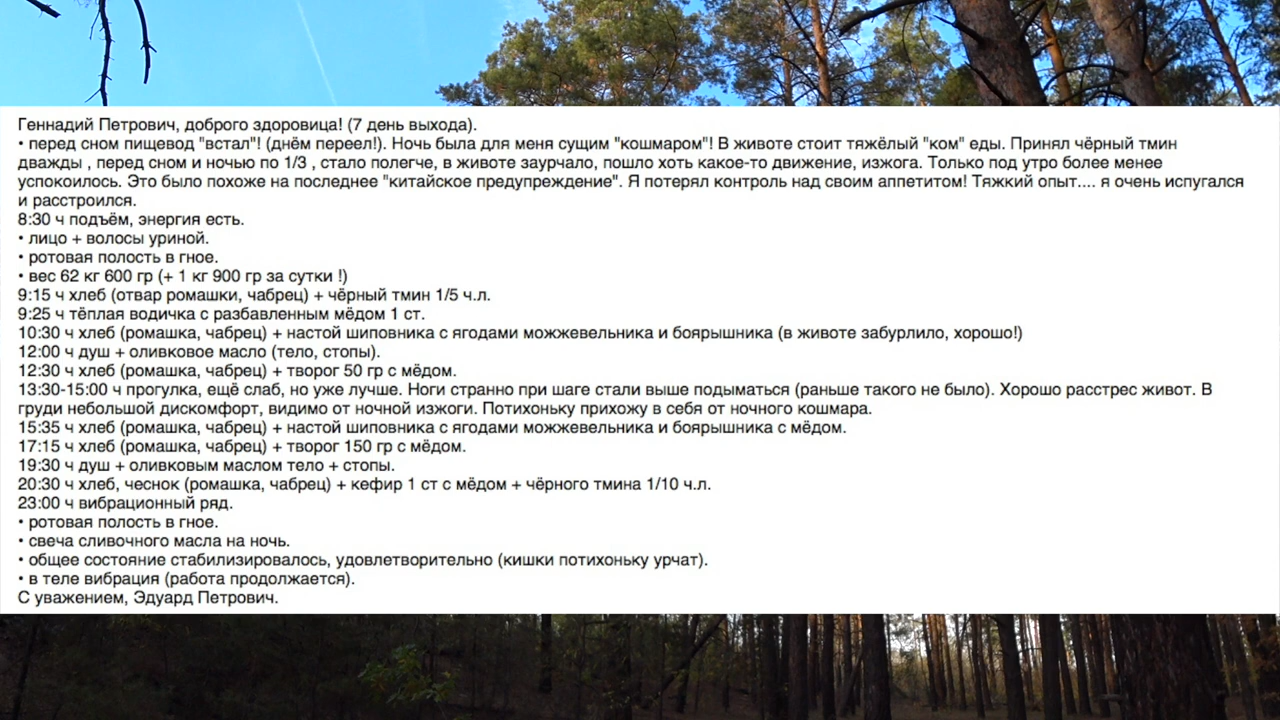 Геннадий Петрович, доброго здоровица! (7 день выхода).
• перед сном пищевод "встал"! (днём переел!). Ночь была для меня сущим "кошмаром"! В животе стоит тяжёлый "ком" еды. Принял чёрный тмин
дважды , перед сном и ночью по 1/3 , стало полегче, в животе заурчало, пошло хоть какое-то движение, изжога. Только под утро более менее
успокоилось. Это было похоже на последнее "китайское предупреждение". Я потерял контроль над своим аппетитом! Тяжкий опыт.... я очень испугался
и расстроился.
8:30 ч подъём, энергия есть.
• лицо + волосы уриной.
• ротовая полость в гное.
• вес 62 кг 600 гр (+ 1 кг 900 гр за сутки !)
9:15 ч хлеб (отвар ромашки, чабрец) + чёрный тмин 1/5 ч.л.
9:25 ч тёплая водичка с разбавленным мёдом 1 ст.
10:30 ч хлеб (ромашка, чабрец) + настой шиповника с ягодами можжевельника и боярышника (в животе забурлило, хорошо!)
12:00 ч душ + оливковое масло (тело, стопы).
12:30 ч хлеб (ромашка, чабрец) + творог 50 гр с мёдом.
13:30-15:00 ч прогулка, ещё слаб, но уже лучше. Ноги странно при шаге стали выше подыматься (раньше такого не было). Хорошо расстрес живот. В
груди небольшой дискомфорт, видимо от ночной изжоги. Потихоньку прихожу в себя от ночного кошмара.
15:35 ч хлеб (ромашка, чабрец) + настой шиповника с ягодами можжевельника и боярышника с мёдом.
17:15 ч хлеб (ромашка, чабрец) + творог 150 гр с мёдом.
19:30 ч душ + оливковым маслом тело + стопы.
20:30 ч хлеб, чеснок (ромашка, чабрец) + кефир 1 ст с мёдом + чёрного тмина 1/10 ч.л.
23:00 ч вибрационный ряд.
• ротовая полость в гное.
• свеча сливочного масла на ночь.
• общее состояние стабилизировалось, удовлетворительно (кишки потихоньку урчат).
• в теле вибрация (работа продолжается).
С уважением, Эдуард Петрович.